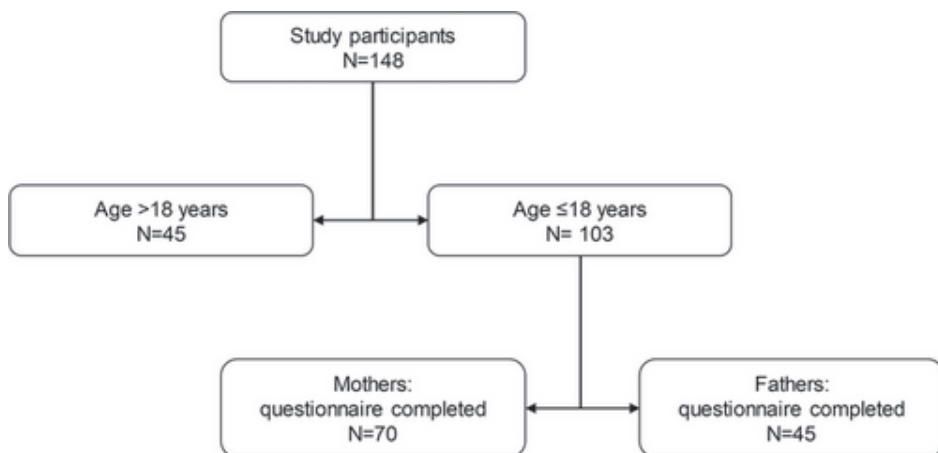 Study participants
N=148
Age >18 years
N=45
Age ≤18 years
N= 103
Mothers:
questionnaire completed
N=70
Fathers:
questionnaire completed
N=45